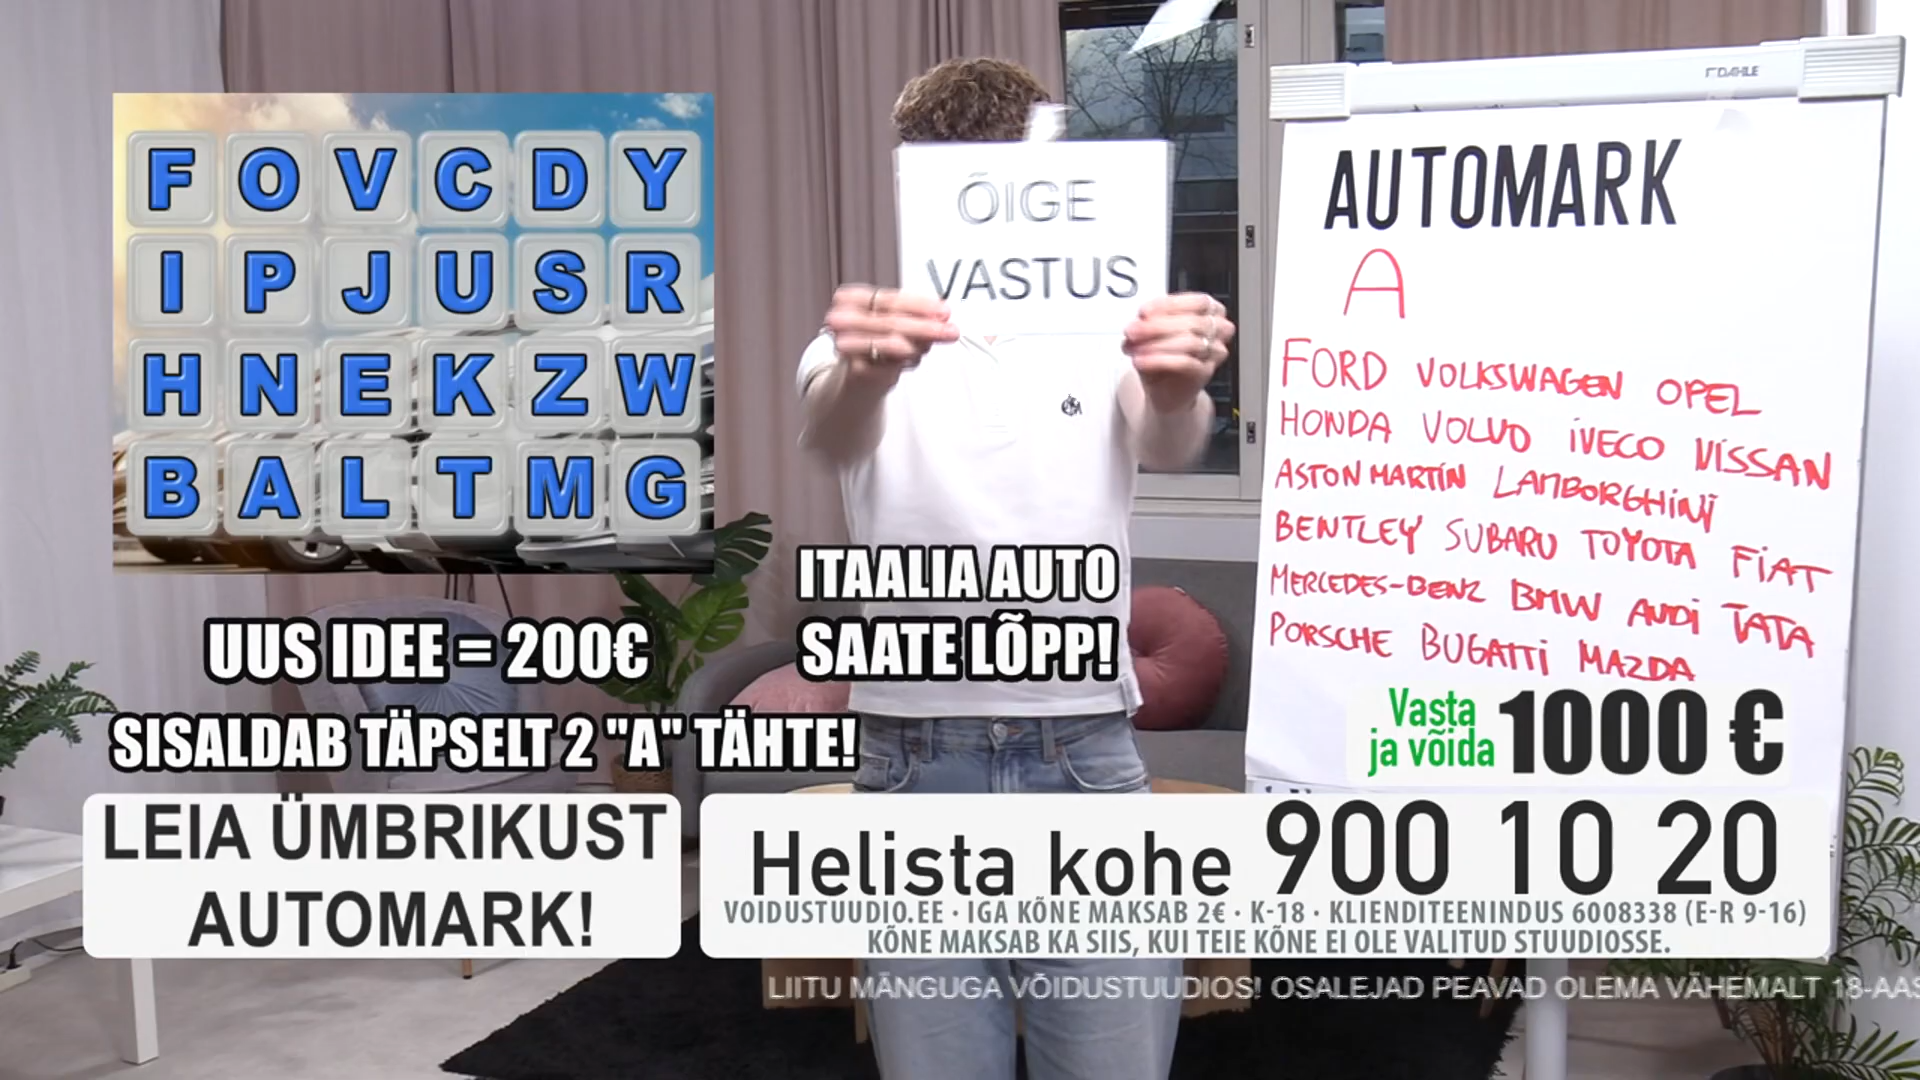 F O V C D Y
I P J U S R
H N E K Z W
B A L T M G
UUS IDEE = 200€
SISALDAB TÄPSELT 2 "A" TÄHTE!
LEIA ÜMBRIKUST
AUTOMARK!
ÕIGE
VASTUS
ITAALIA AUTO
SAATE LÕPP!
DAHLE
AUTOMARK
A
FORD VOLKSWAGEN OPEL
HONDA VOLVO IVECO NISSAN
ASTON MARTIN LAMBORGHINI
BENTLEY SUBARU TOYOTA FIAT
MERCEDES-BENZ BMW AUDI TATA
PORSCHE BUGATTI MAZDA
Vasta
ja võida 1000 €
Helista kohe 900 10 20
VOIDUSTUUDIO.EE · IGA KÕNE MAKSAB 2€ · K-18 · KLIENDITEENINDUS 6008338 (E-R 9-16)
KÕNE MAKSAB KA SIIS, KUI TEIE KÕNE EI OLE VALITUD STUUDIOSSE.
LIITU MÄNGUGA VÕIDUSTUUDIOS! OSALEJAD PEAVAD OLEMA VÄHEMALT 18-AAS